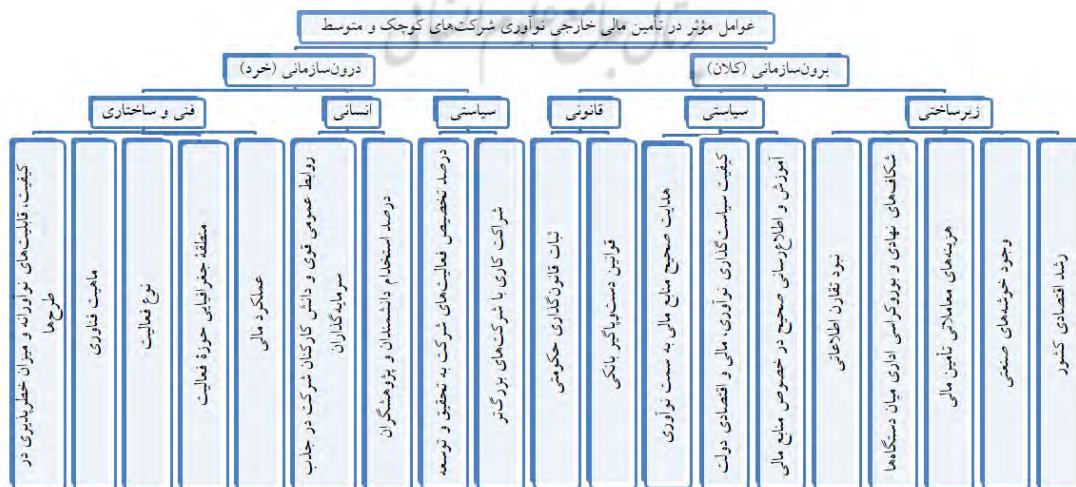 عوامل مؤثر در تأمین مالی خارجی نوآوری شرکت‌های کوچک و متوسط
برون‌سازمانی (کلان)
درون‌سازمانی (خرد)
زیرساختی
سیاستی
قانونی
سیاستی
انسانی
فنی و ساختاری
رشد اقتصادی کشور
وجود خوشه‌های صنعتی
هزینه‌های معاملاتی تأمین مالی
شکاف‌های نهادی و بوروکراسی اداری میان دستگاه‌ها
نبود تقارن اطلاعاتی
آموزش و اطلاع‌رسانی صحیح در خصوص منابع مالی
کیفیت سیاست‌گذاری نوآوری، مالی و اقتصادی دولت
هدایت صحیح منابع مالی به سمت نوآوری
قوانین دست‌وپاگیر بانکی
ثبات قانون‌گذاری حکومتی
شراکت کاری با شرکت‌های بزرگ‌تر
درصد تخصیص فعالیت‌های شرکت به تحقیق و توسعه
درصد استخدام دانشمندان و پژوهشگران
روابط عمومی قوی و دانش کارکنان شرکت در جذب
سرمایه‌گذاران
عملکرد مالی
منطقهٔ جغرافیایی حوزهٔ فعالیت
نوع فعالیت
ماهیت فناوری
کیفیت، قابلیت‌های نوآورانه و میزان خطرپذیری در
طرح‌ها